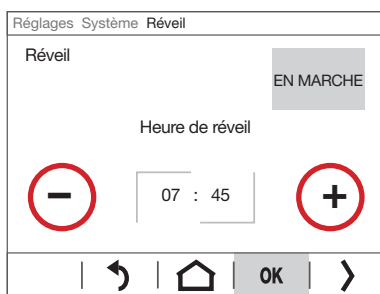 Réglages Système Réveil
Réveil
EN MARCHE
Heure de réveil
− 07 : 45 +
OK